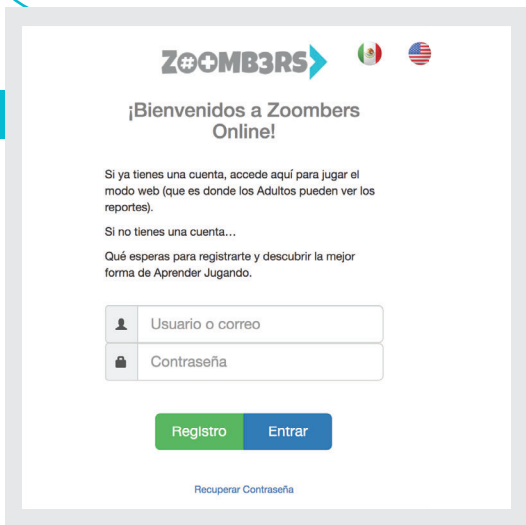 Z#OMB3RS
¡Bienvenidos a Zoombers
Online!
Si ya tienes una cuenta, accede aquí para jugar el
modo web (que es donde los Adultos pueden ver los
reportes).
Si no tienes una cuenta…
Qué esperas para registrarte y descubrir la mejor
forma de Aprender Jugando.
Usuario o correo
Contraseña
Registro Entrar
Recuperar Contraseña